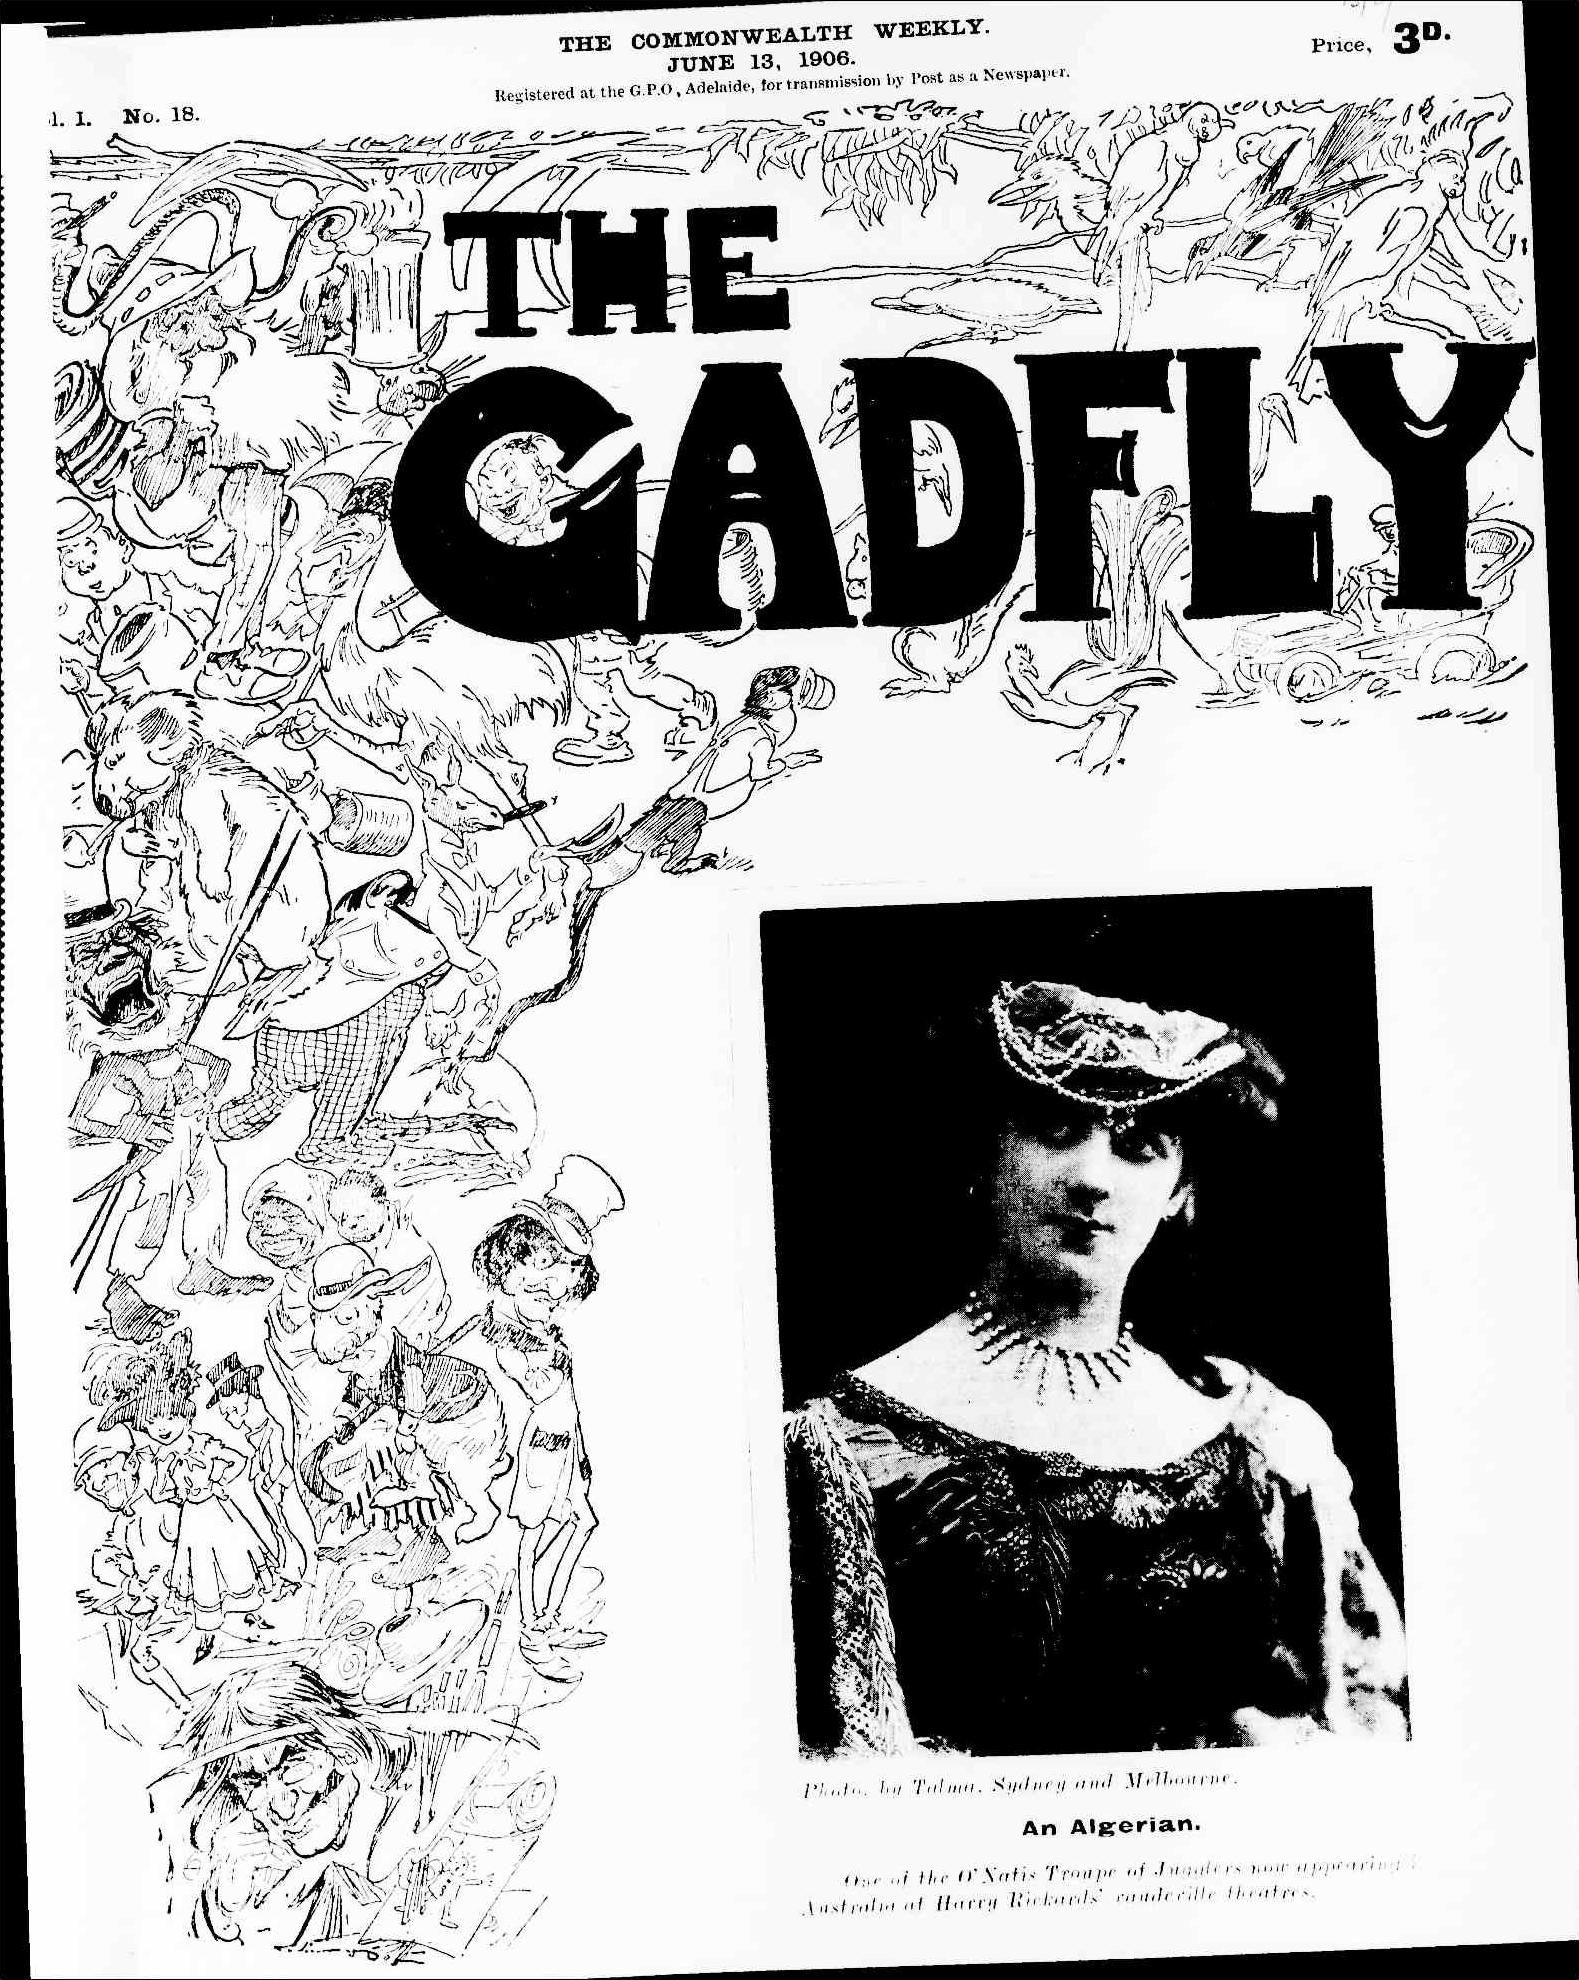 THE COMMONWEALTH WEEKLY.
JUNE 13, 1906.
Price, 3D.
Registered at the G.P.O, Adelaide, for transmission by Post as a Newspaper.
l. I. No. 18.
THE
GADFLY
Photo. by Talma, Sydney and Melbourne.
An Algerian.
One of the O'Natis Troupe of Jugglers now appearing
Australia at Harry Rickards' vaudeville theatres.